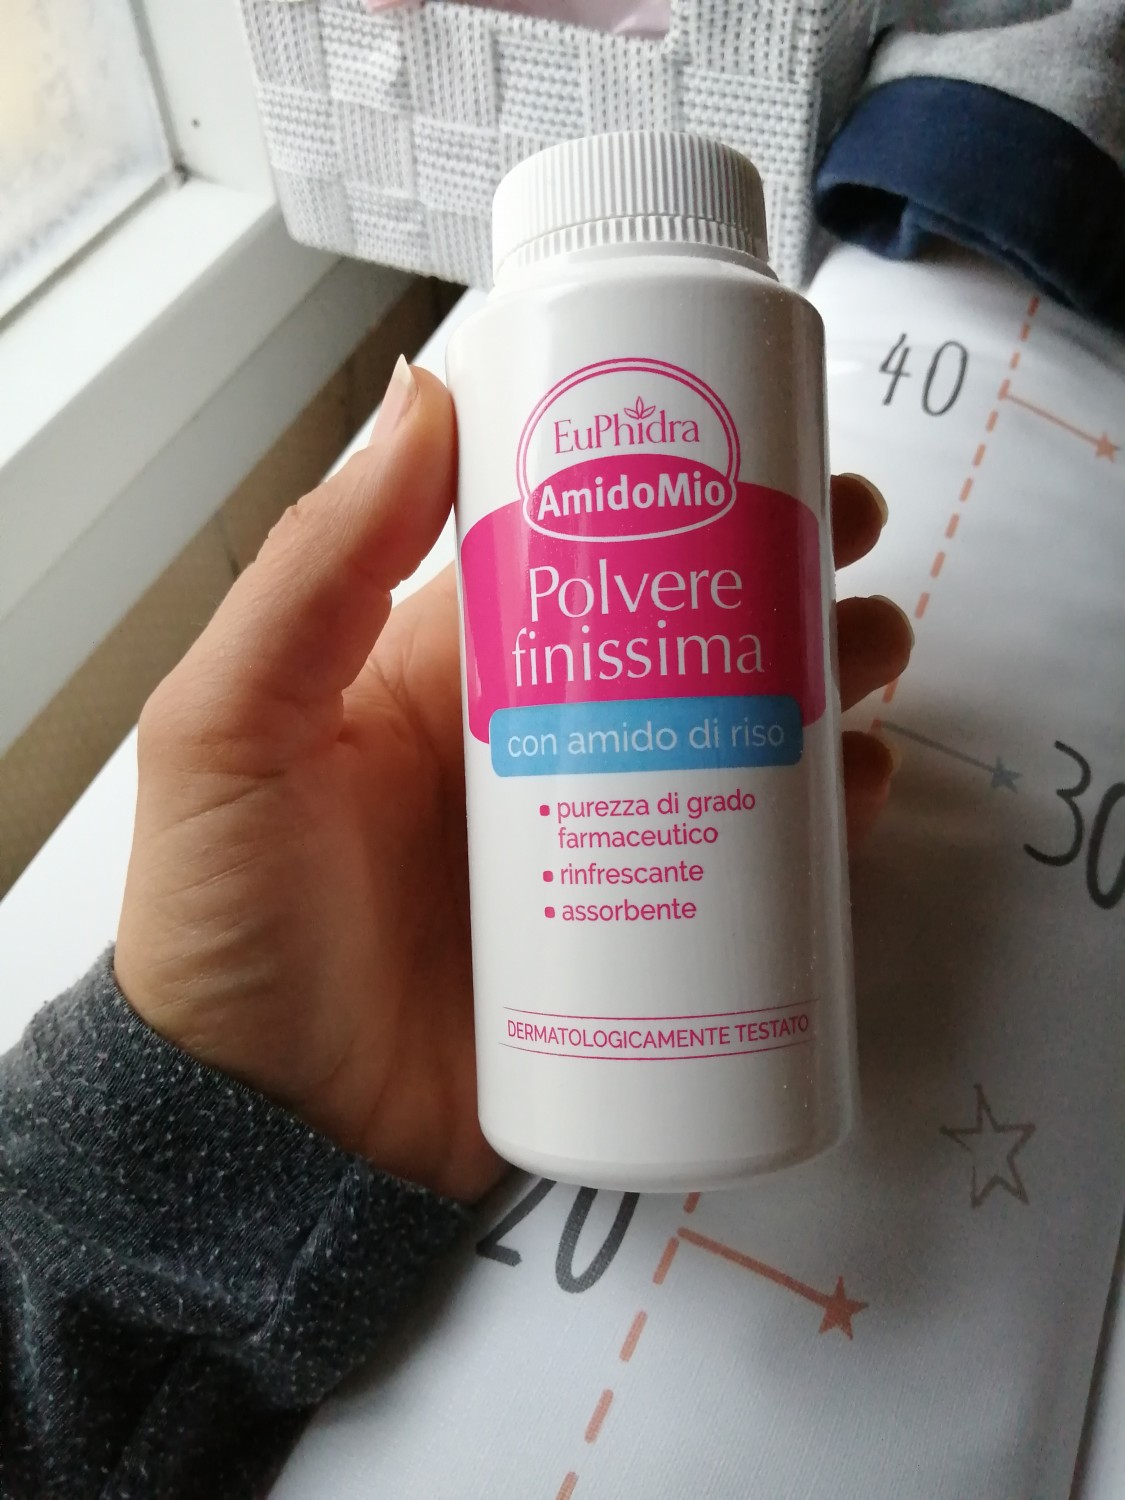 EuPhidra
AmidoMio
Polvere
finissima
con amido di riso
• purezza di grado
farmaceutico
• rinfrescante
• assorbente
DERMATOLOGICAMENTE TESTATO
40
30
20